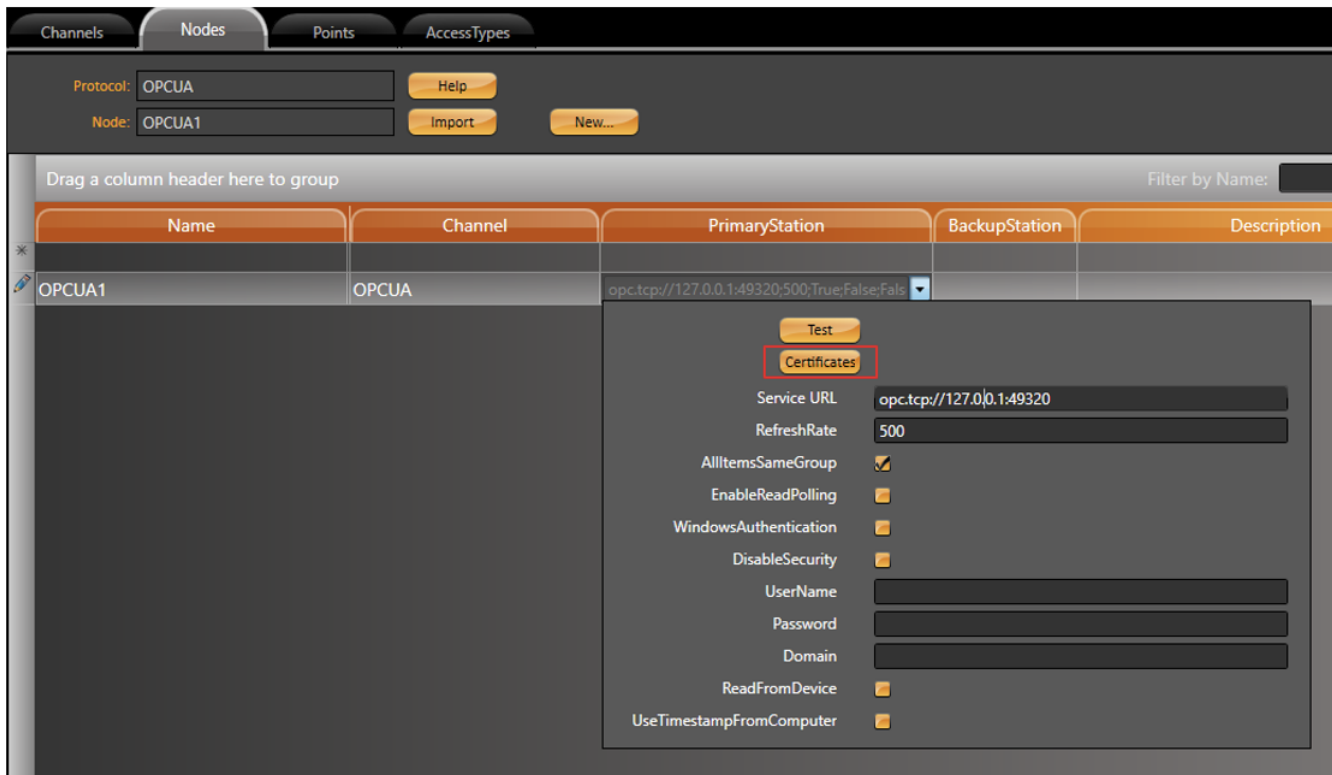 Channels Nodes Points AccessTypes
Protocol: OPCUA Help
Node: OPCUA1 Import New...
Drag a column header here to group Filter by Name:
Name Channel PrimaryStation BackupStation Description
OPCUA1 OPCUA opc.tcp://127.0.0.1:49320;500;True;False;Fals
Test
Certificates
Service URL opc.tcp://127.0.0.1:49320
RefreshRate 500
AllItemsSameGroup
EnableReadPolling
WindowsAuthentication
DisableSecurity
UserName
Password
Domain
ReadFromDevice
UseTimestampFromComputer